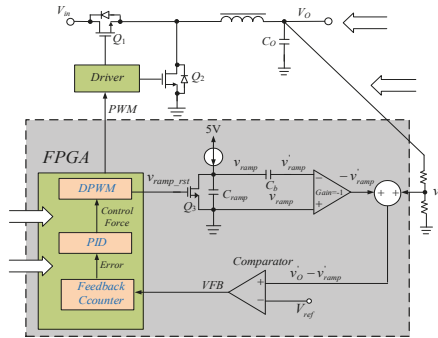 V_in
V_O
Q_1
C_O
Driver
Q_2
PWM
5V
FPGA
v_ramp_rst
v_ramp
v'_ramp
-v'_ramp
DPWM
C_b
Gain=-1
+
+
v
C_ramp
v_ramp
Q_3
Control
Force
PID
Error
Comparator
v'_O - v'_ramp
Feedback
Ccounter
VFB
V_ref